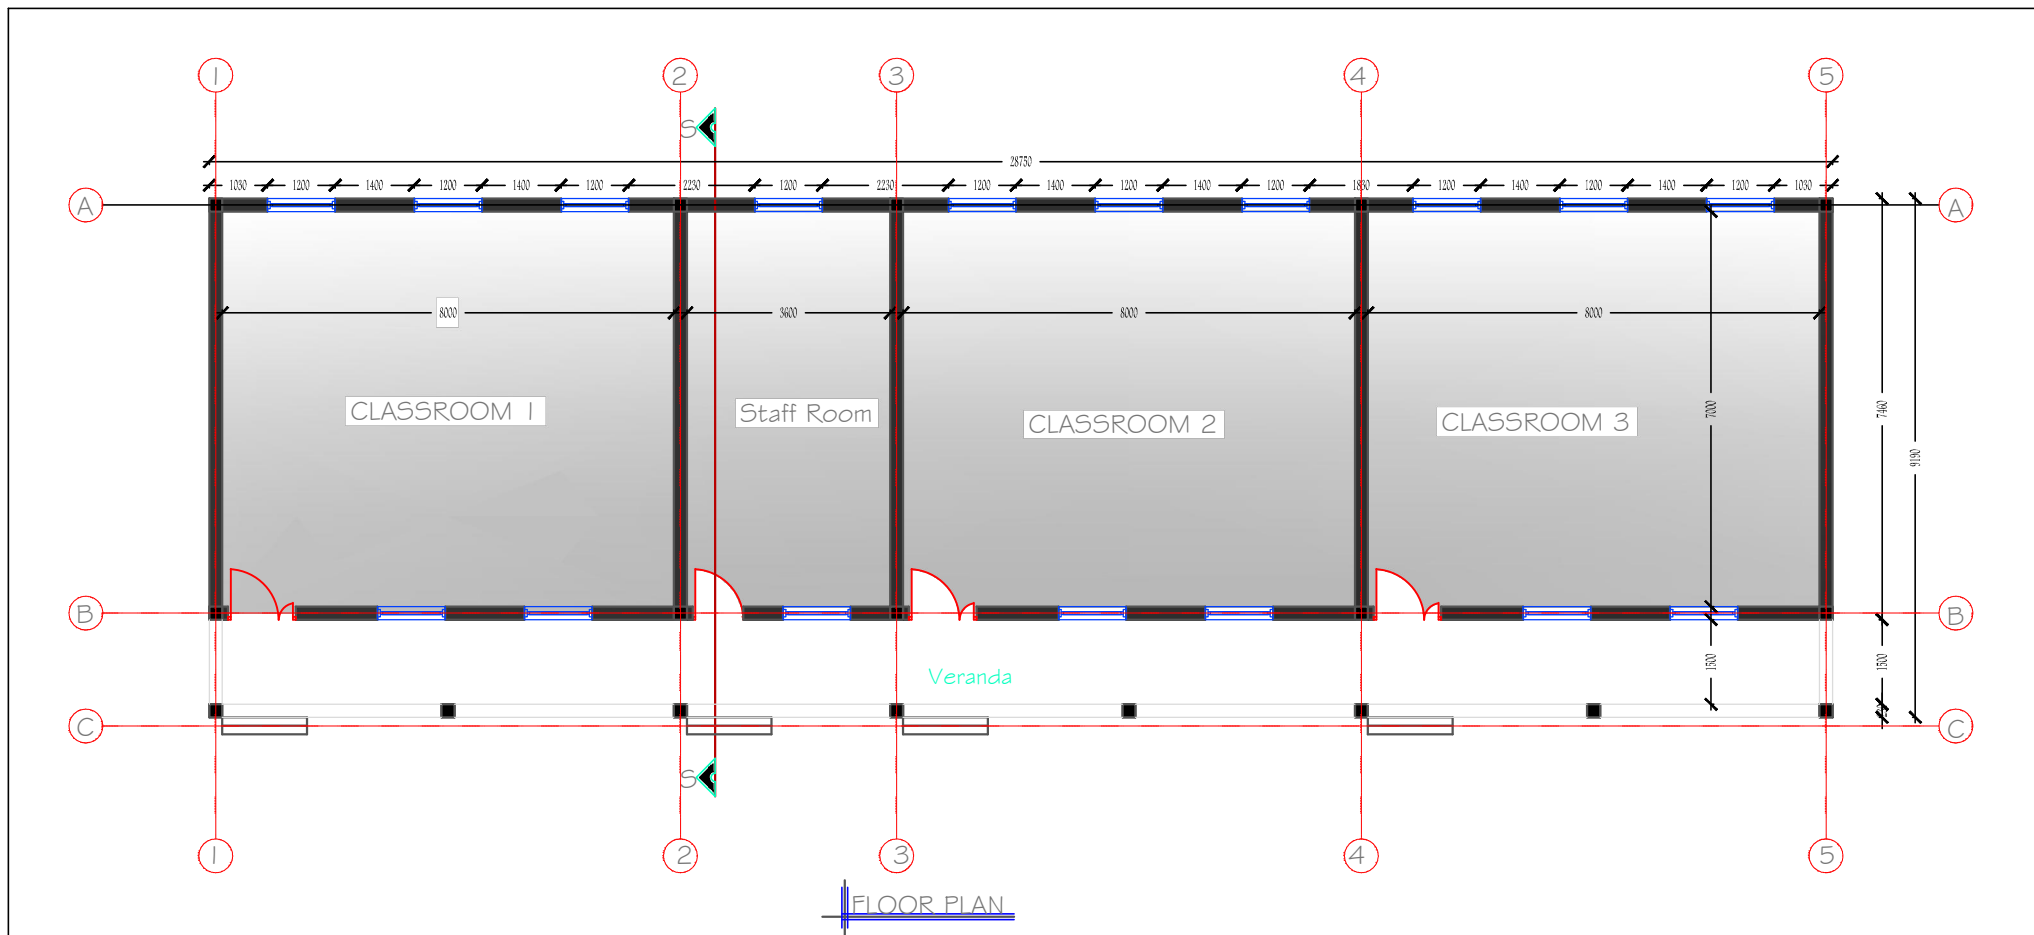 1 2 3 4 5
S
28750
1030 1200 1400 1200 1400 1200 2230 1200 2230 1200 1400 1200 1400 1200 1830 1200 1400 1200 1400 1200 1030
A A
8000 3600 8000 8000
7000
7460
9190
CLASSROOM 1
Staff Room
CLASSROOM 2
CLASSROOM 3
B B
1500
1500
Veranda
C C
S
1 2 3 4 5
FLOOR PLAN